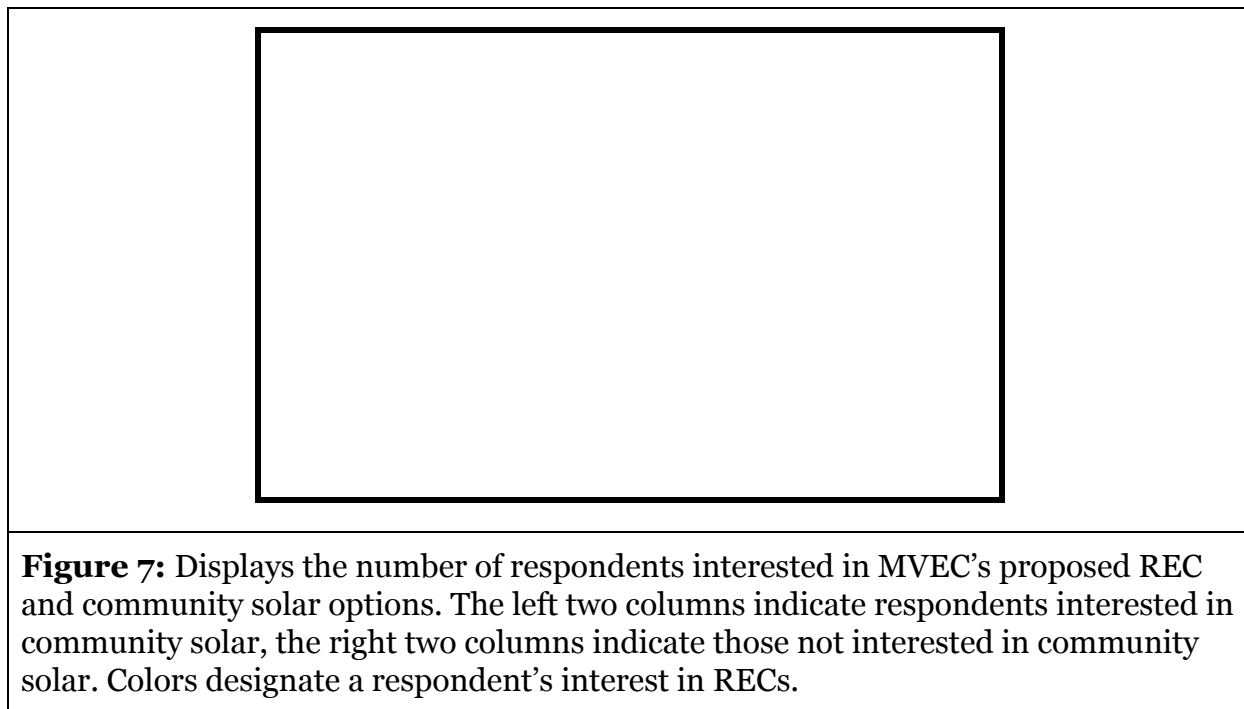 Figure 7: Displays the number of respondents interested in MVEC’s proposed REC
and community solar options. The left two columns indicate respondents interested in
community solar, the right two columns indicate those not interested in community
solar. Colors designate a respondent’s interest in RECs.